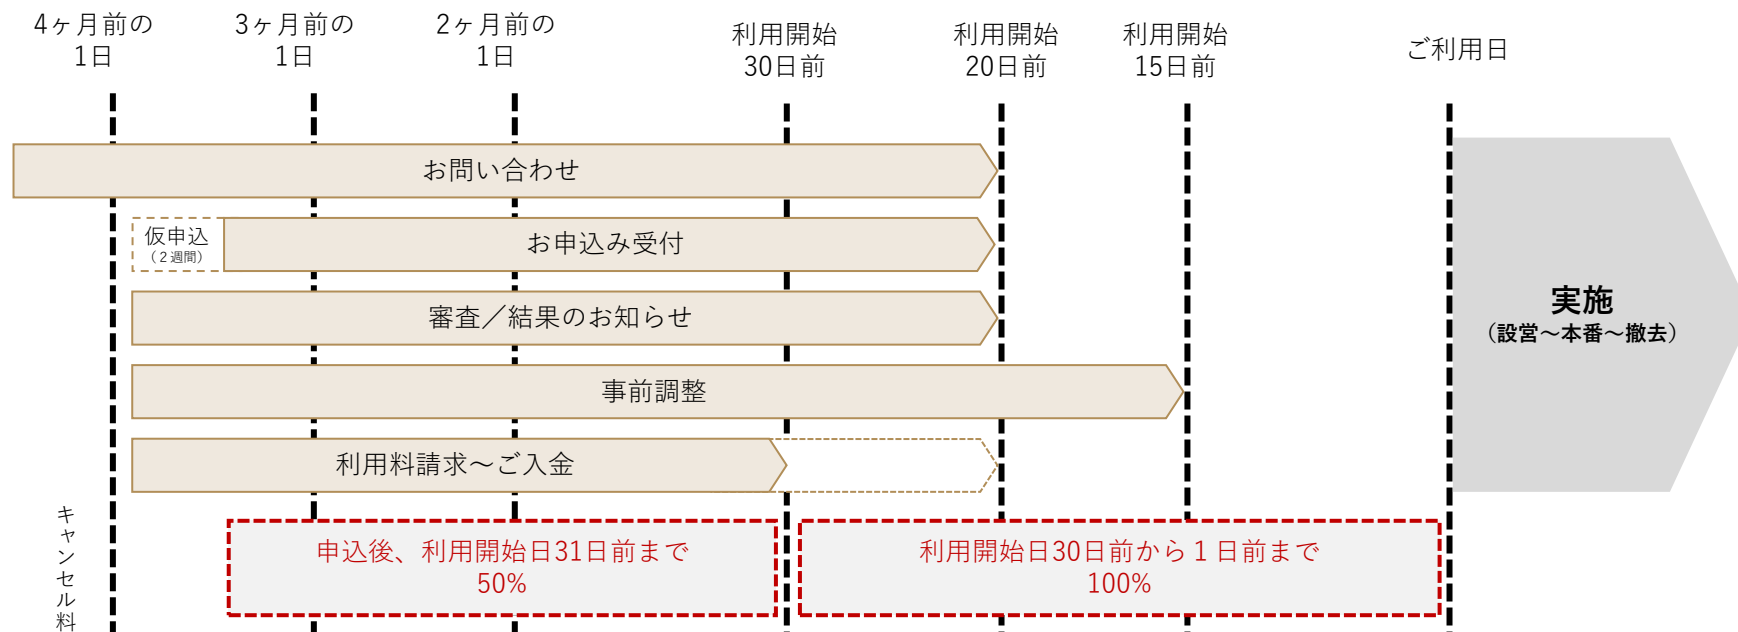 4ヶ月前の
1日
3ヶ月前の
1日
2ヶ月前の
1日
利用開始
30日前
利用開始
20日前
利用開始
15日前
ご利用日
お問い合わせ
仮申込
（２週間）
お申込み受付
審査／結果のお知らせ
事前調整
利用料請求～ご入金
実施
（設営～本番～撤去）
キャンセル料
申込後、利用開始日31日前まで
50%
利用開始日30日前から１日前まで
100%